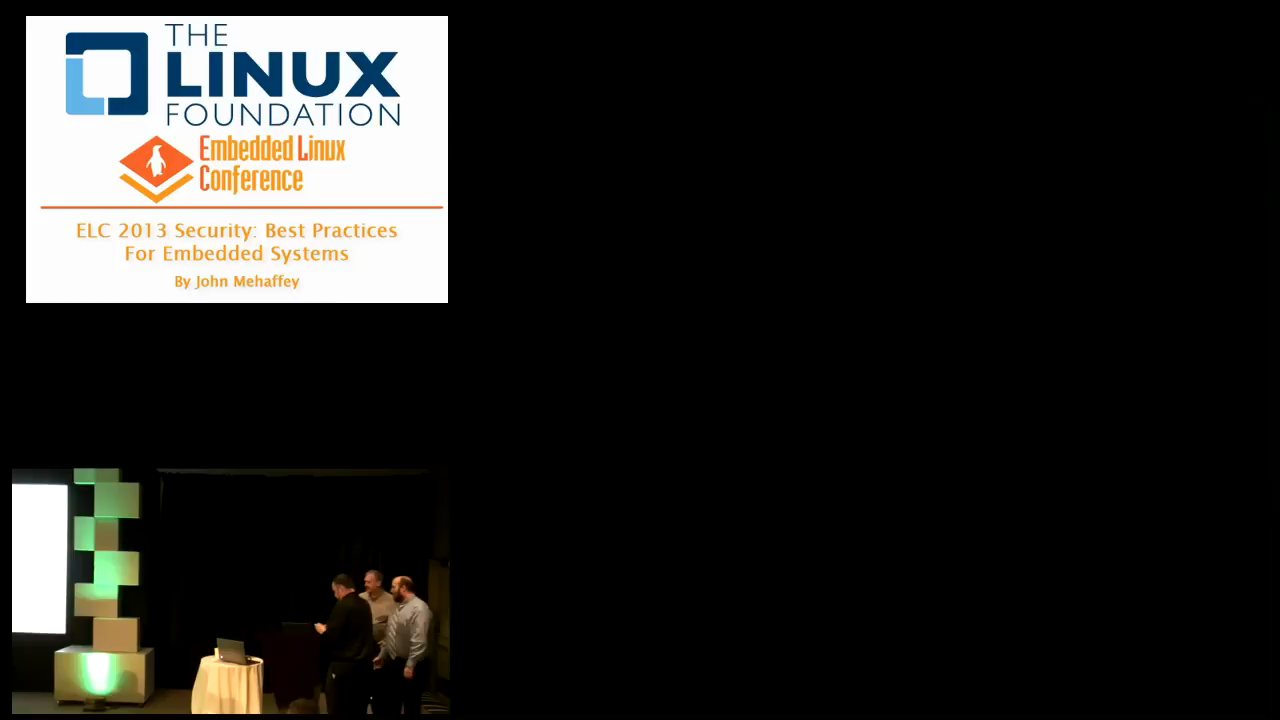 THE
LINUX
FOUNDATION
Embedded Linux
Conference
ELC 2013 Security: Best Practices
For Embedded Systems
By John Mehaffey